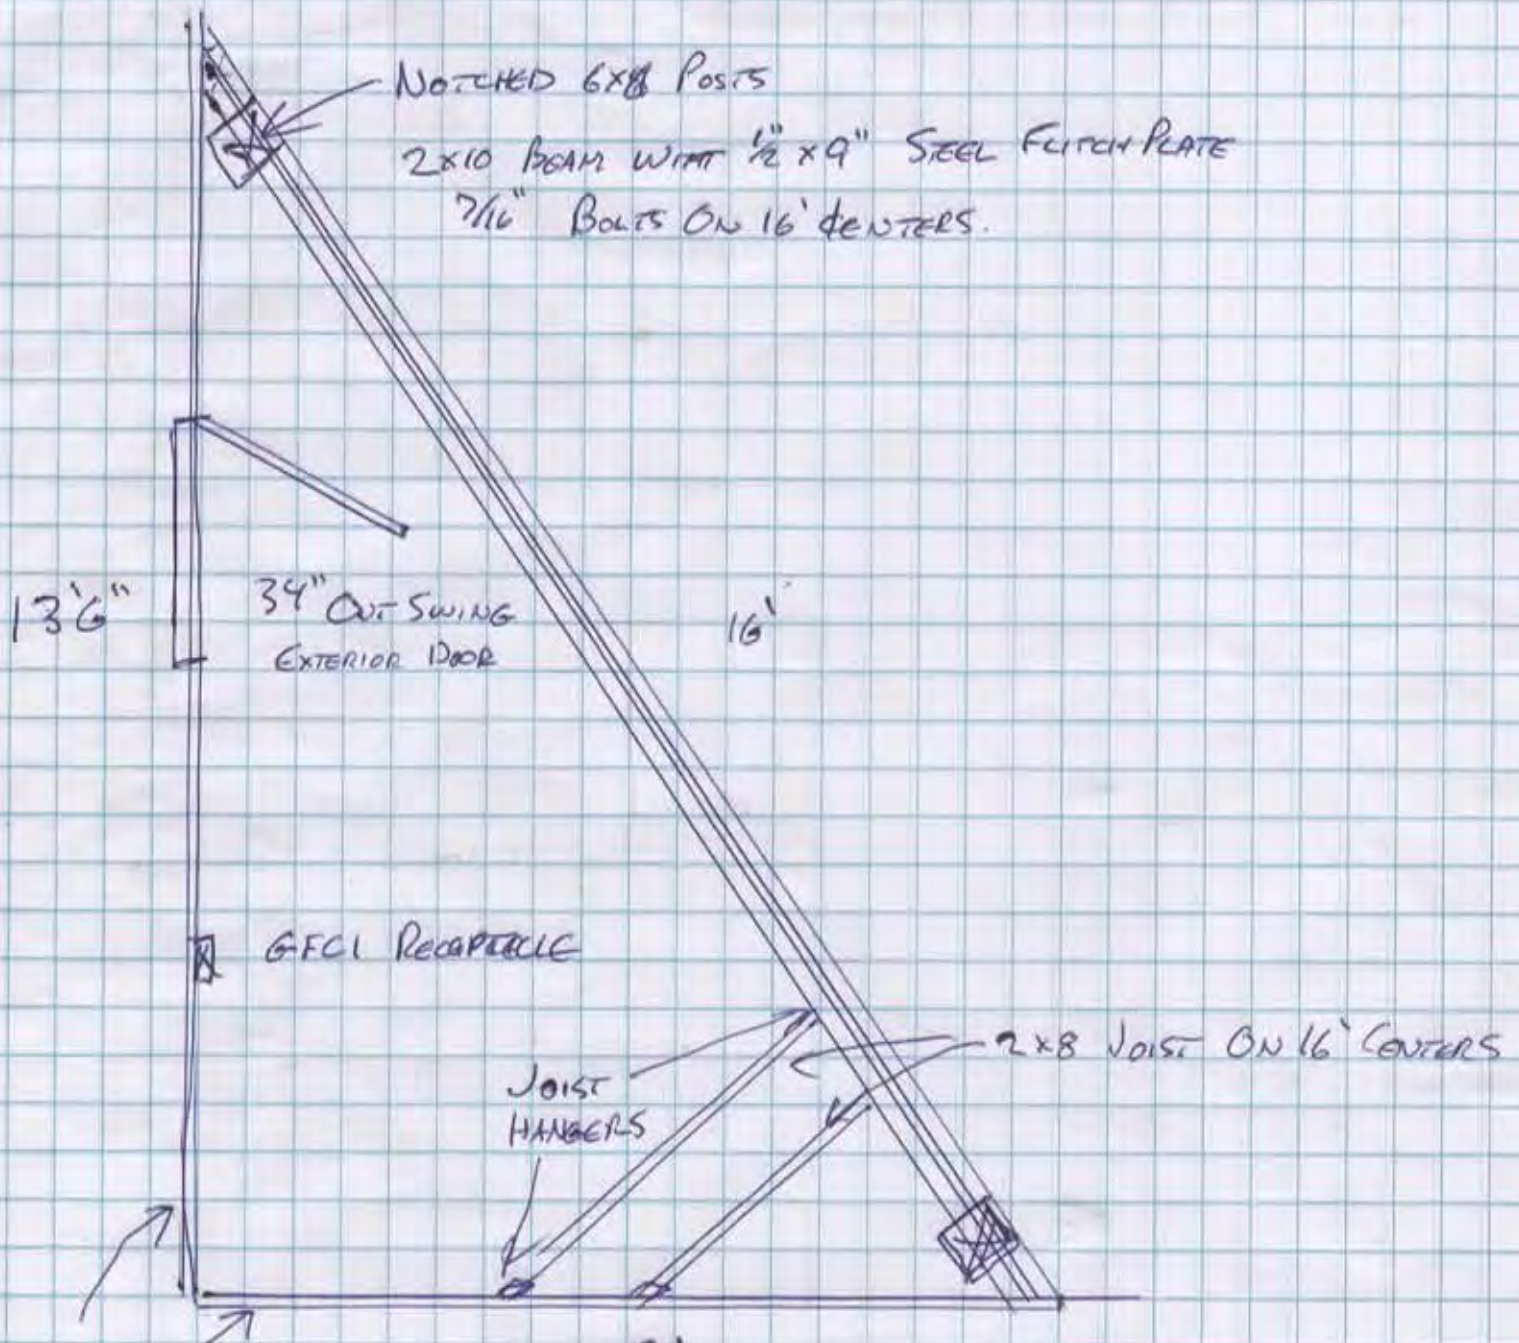 NOTCHED 6X8 POSTS
2X10 BEAM WITH 1/2" X 9" STEEL FLITCH PLATE
7/16" BOLTS ON 16' CENTERS.
13'6"
34" OUT SWING
EXTERIOR DOOR
16'
GFCI RECEPTACLE
2X8 JOIST ON 16' CENTERS
JOIST
HANGERS